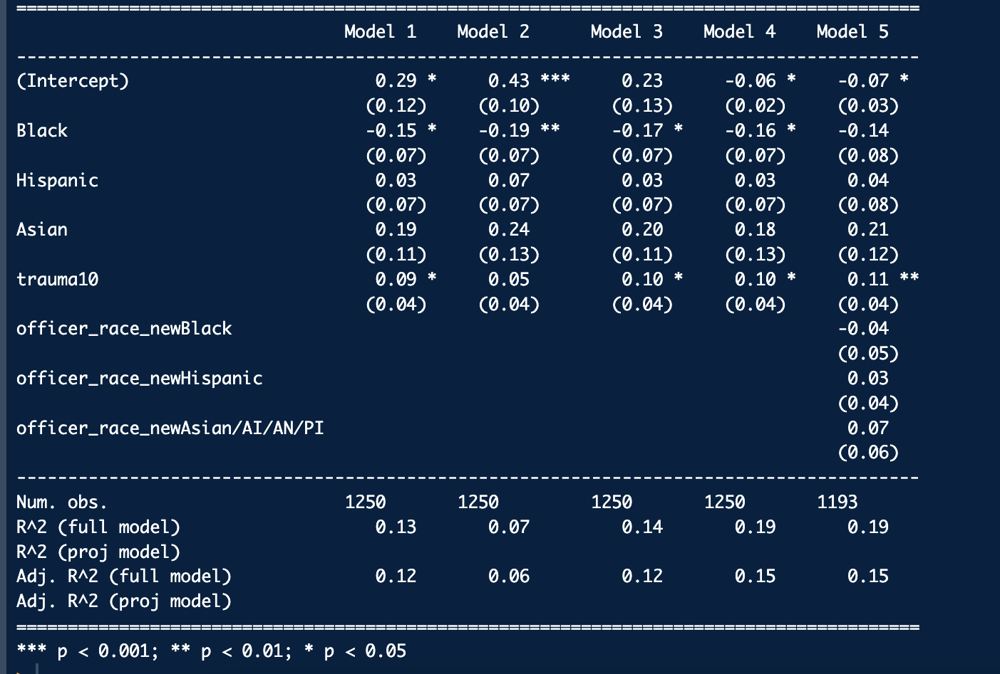 ========================================================================================
Model 1 Model 2 Model 3 Model 4 Model 5
----------------------------------------------------------------------------------------
(Intercept) 0.29 * 0.43 *** 0.23 -0.06 * -0.07 *
(0.12) (0.10) (0.13) (0.02) (0.03)
Black -0.15 * -0.19 ** -0.17 * -0.16 * -0.14
(0.07) (0.07) (0.07) (0.07) (0.08)
Hispanic 0.03 0.07 0.03 0.03 0.04
(0.07) (0.07) (0.07) (0.07) (0.08)
Asian 0.19 0.24 0.20 0.18 0.21
(0.11) (0.13) (0.11) (0.13) (0.12)
trauma10 0.09 * 0.05 0.10 * 0.10 * 0.11 **
(0.04) (0.04) (0.04) (0.04) (0.04)
officer_race_newBlack -0.04
(0.05)
officer_race_newHispanic 0.03
(0.04)
officer_race_newAsian/AI/AN/PI 0.07
(0.06)
----------------------------------------------------------------------------------------
Num. obs. 1250 1250 1250 1250 1193
R^2 (full model) 0.13 0.07 0.14 0.19 0.19
R^2 (proj model)
Adj. R^2 (full model) 0.12 0.06 0.12 0.15 0.15
Adj. R^2 (proj model)
========================================================================================
*** p < 0.001; ** p < 0.01; * p < 0.05